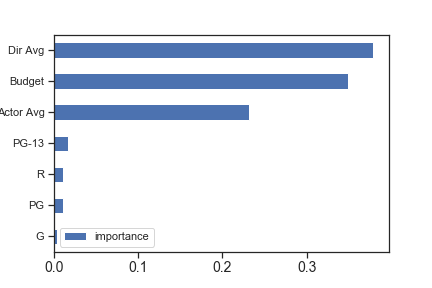 Dir Avg
Budget
Actor Avg
PG-13
R
PG
G
importance
0.0 0.1 0.2 0.3